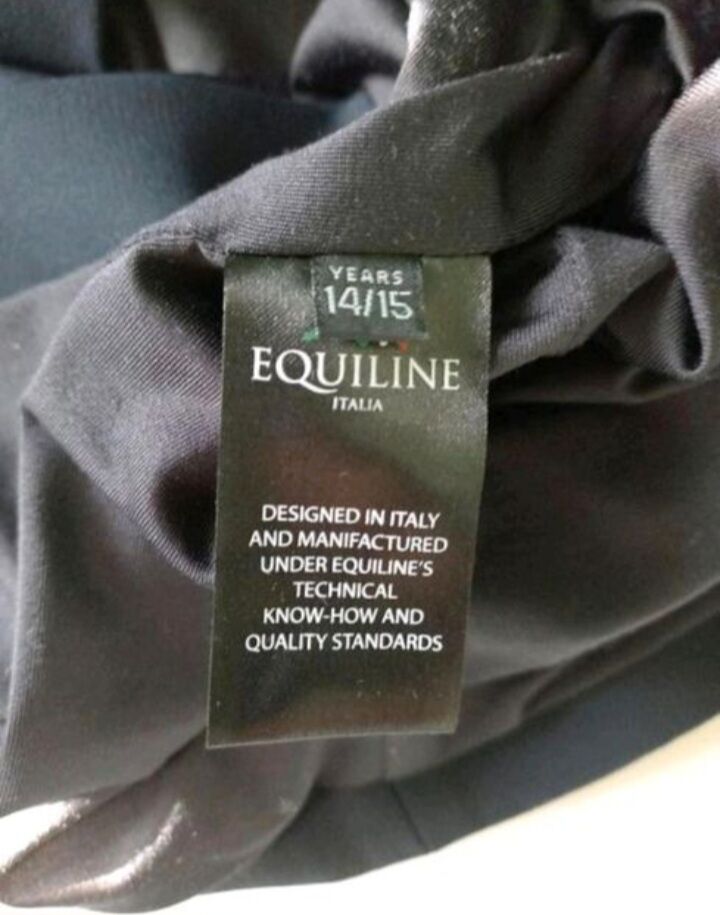 YEARS
14/15
EQUILINE
ITALIA
DESIGNED IN ITALY
AND MANIFACTURED
UNDER EQUILINE'S
TECHNICAL
KNOW-HOW AND
QUALITY STANDARDS